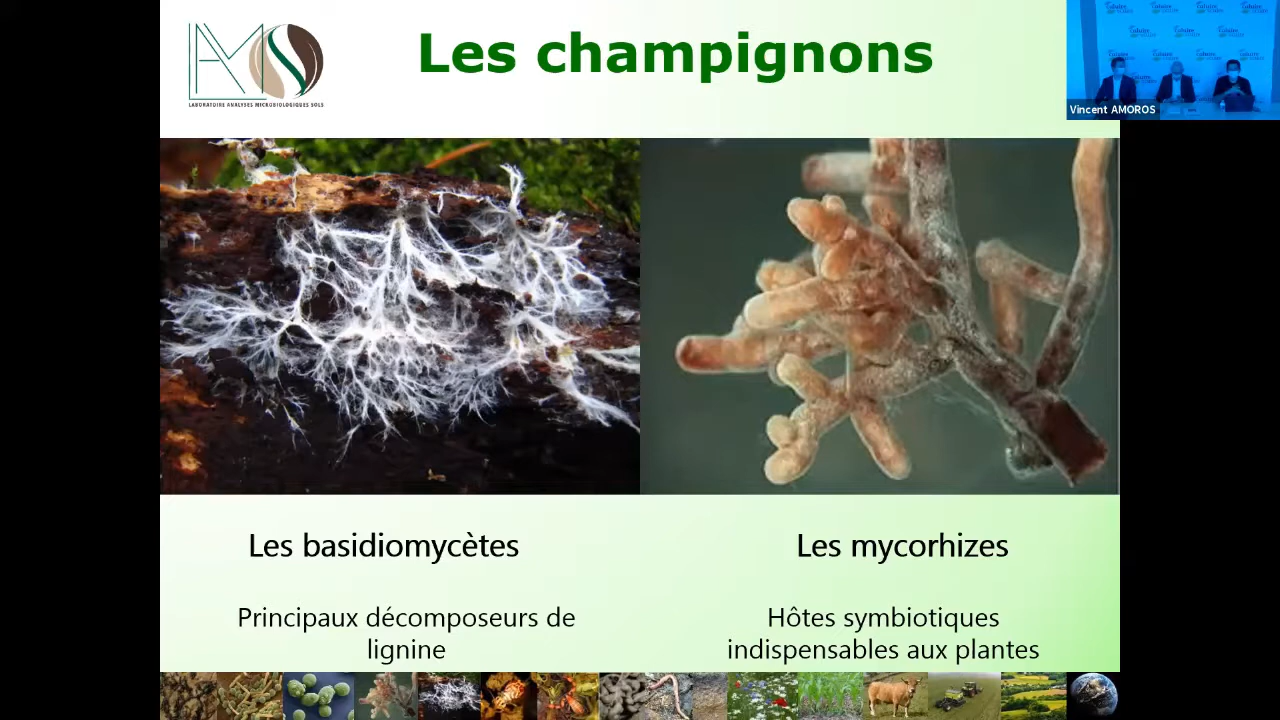 LAMS
LABORATOIRE ANALYSES MICROBIOLOGIQUES SOLS
Les champignons
Vincent AMOROS
Les basidiomycètes
Principaux décomposeurs de
lignine
Les mycorhizes
Hôtes symbiotiques
indispensables aux plantes